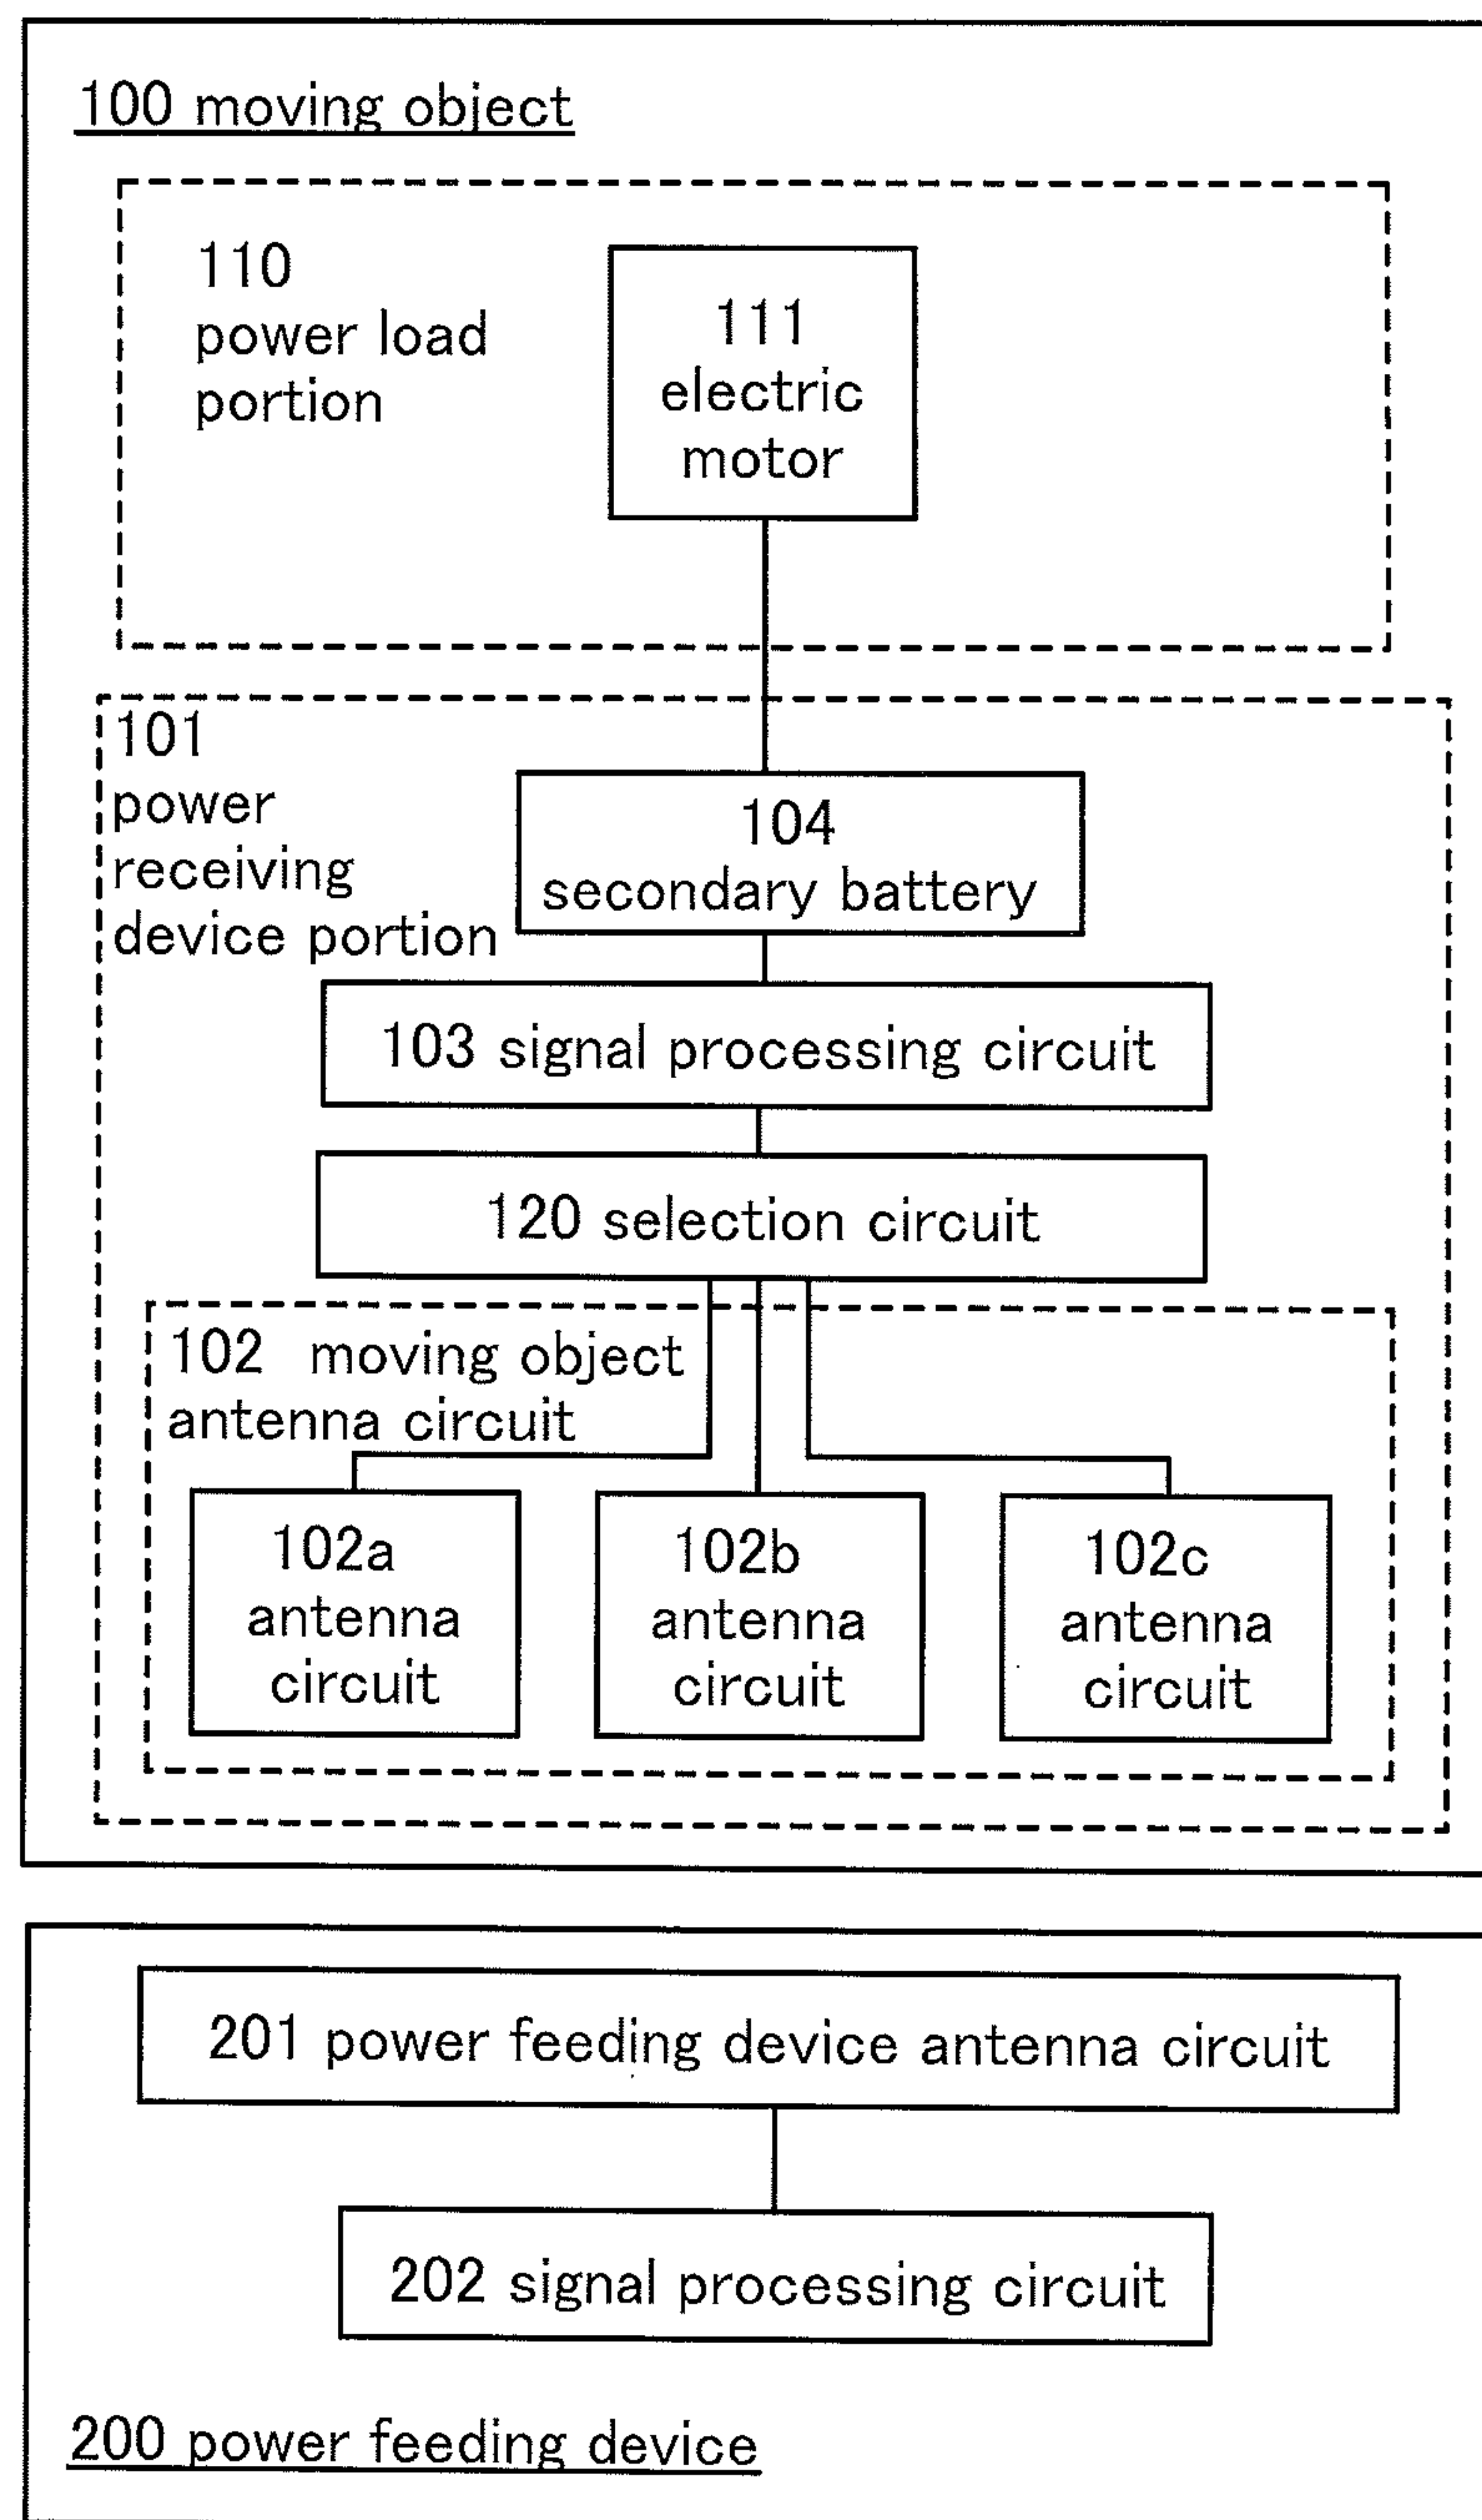 100 moving object
110
power load
portion
111
electric
motor
101
power
receiving
device portion
104
secondary battery
103 signal processing circuit
120 selection circuit
102 moving object
antenna circuit
102a
antenna
circuit
102b
antenna
circuit
102c
antenna
circuit
201 power feeding device antenna circuit
202 signal processing circuit
200 power feeding device